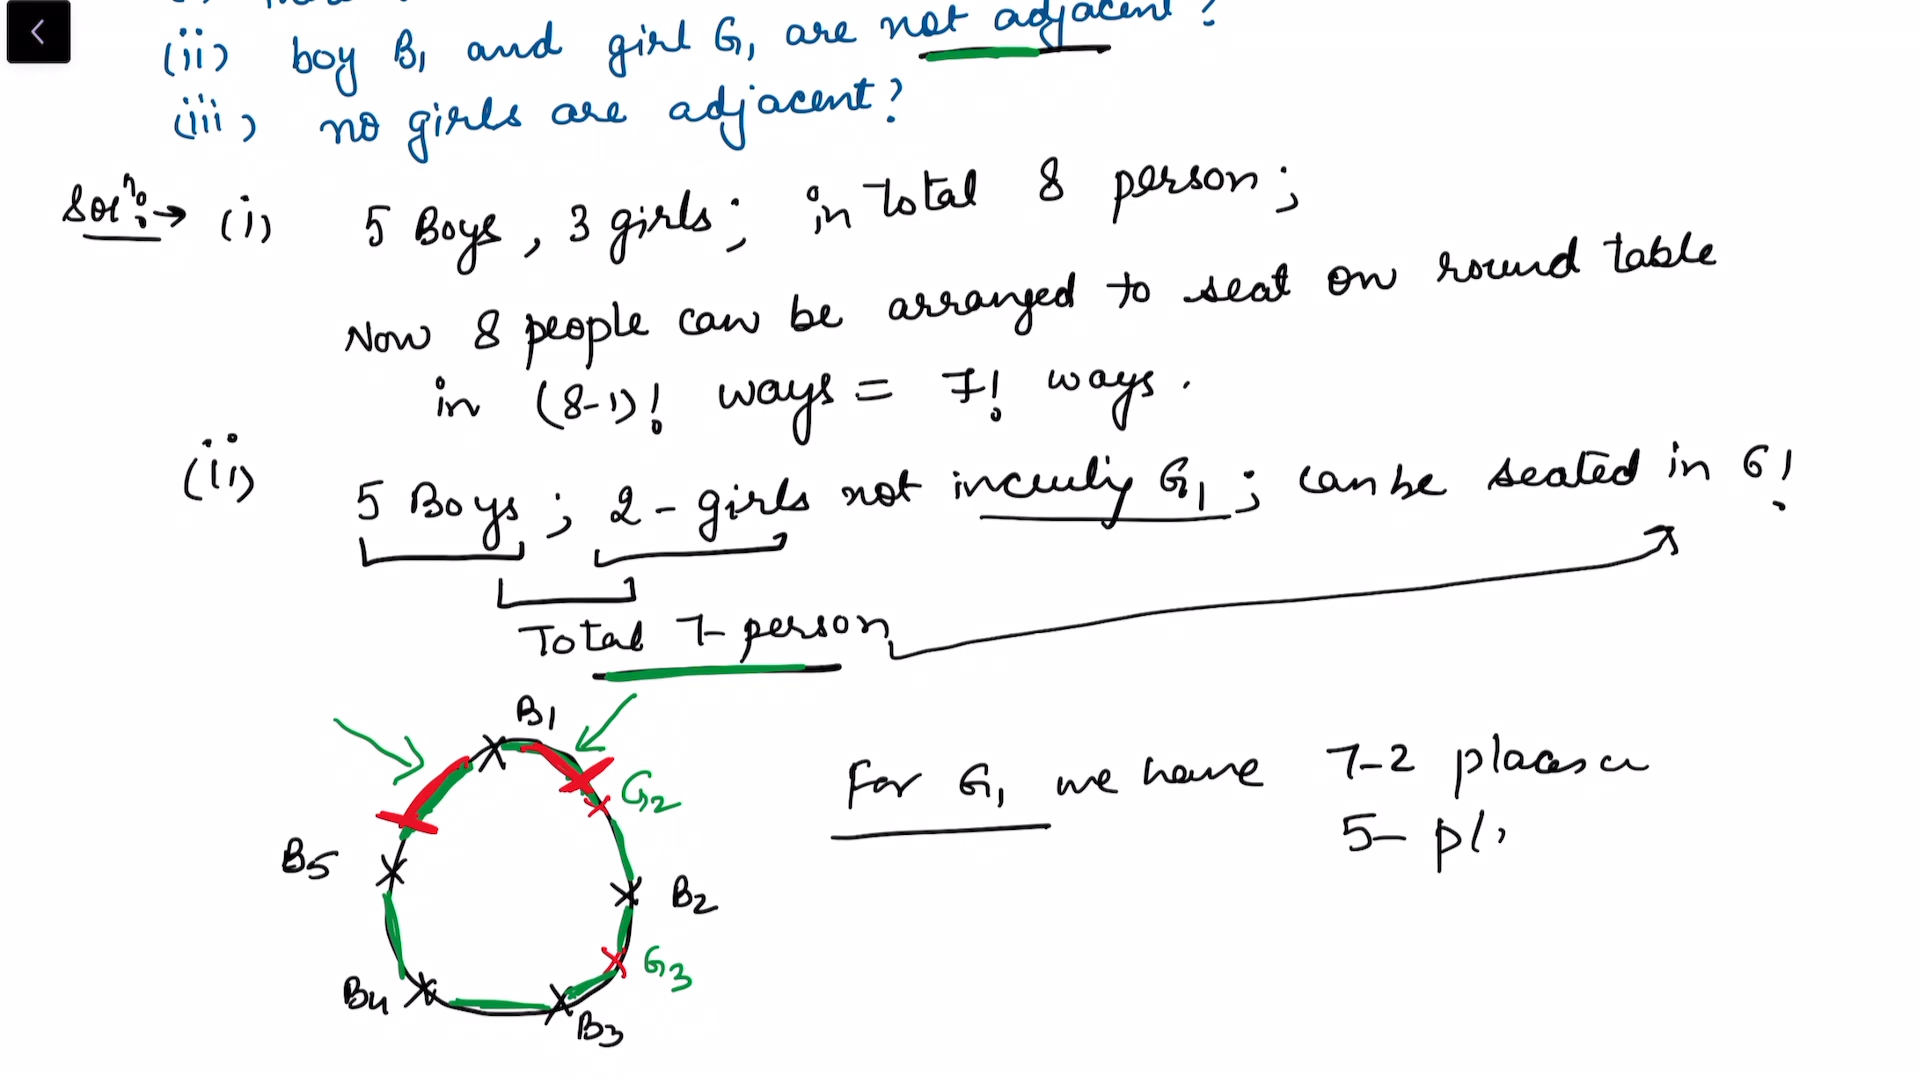 (ii) boy B1 and girl G1 are not adjacent?
(iii) no girls are adjacent?
Soln: → (i) 5 Boys, 3 girls; in total 8 person;
Now 8 people can be arranged to seat on round table
in (8-1)! ways = 7! ways.
(ii) 5 Boys; 2-girls not G1; can be seated in 6!
Total 7-person
B1
G2
B5
B2
G3
B4
B3
For G1 we have 7-2 places
5- pl